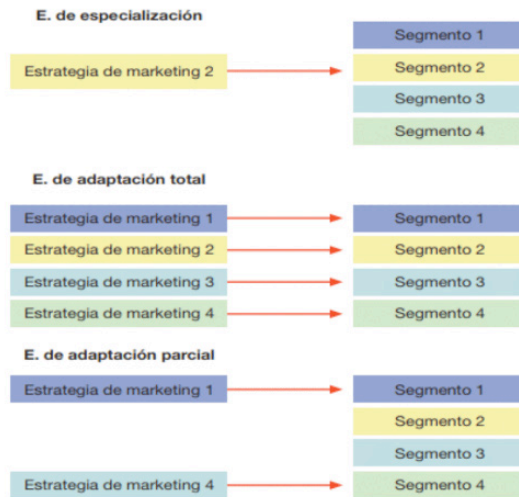 E. de especialización
Segmento 1
Estrategia de marketing 2
Segmento 2
Segmento 3
Segmento 4
E. de adaptación total
Estrategia de marketing 1
Segmento 1
Estrategia de marketing 2
Segmento 2
Estrategia de marketing 3
Segmento 3
Estrategia de marketing 4
Segmento 4
E. de adaptación parcial
Estrategia de marketing 1
Segmento 1
Segmento 2
Segmento 3
Estrategia de marketing 4
Segmento 4